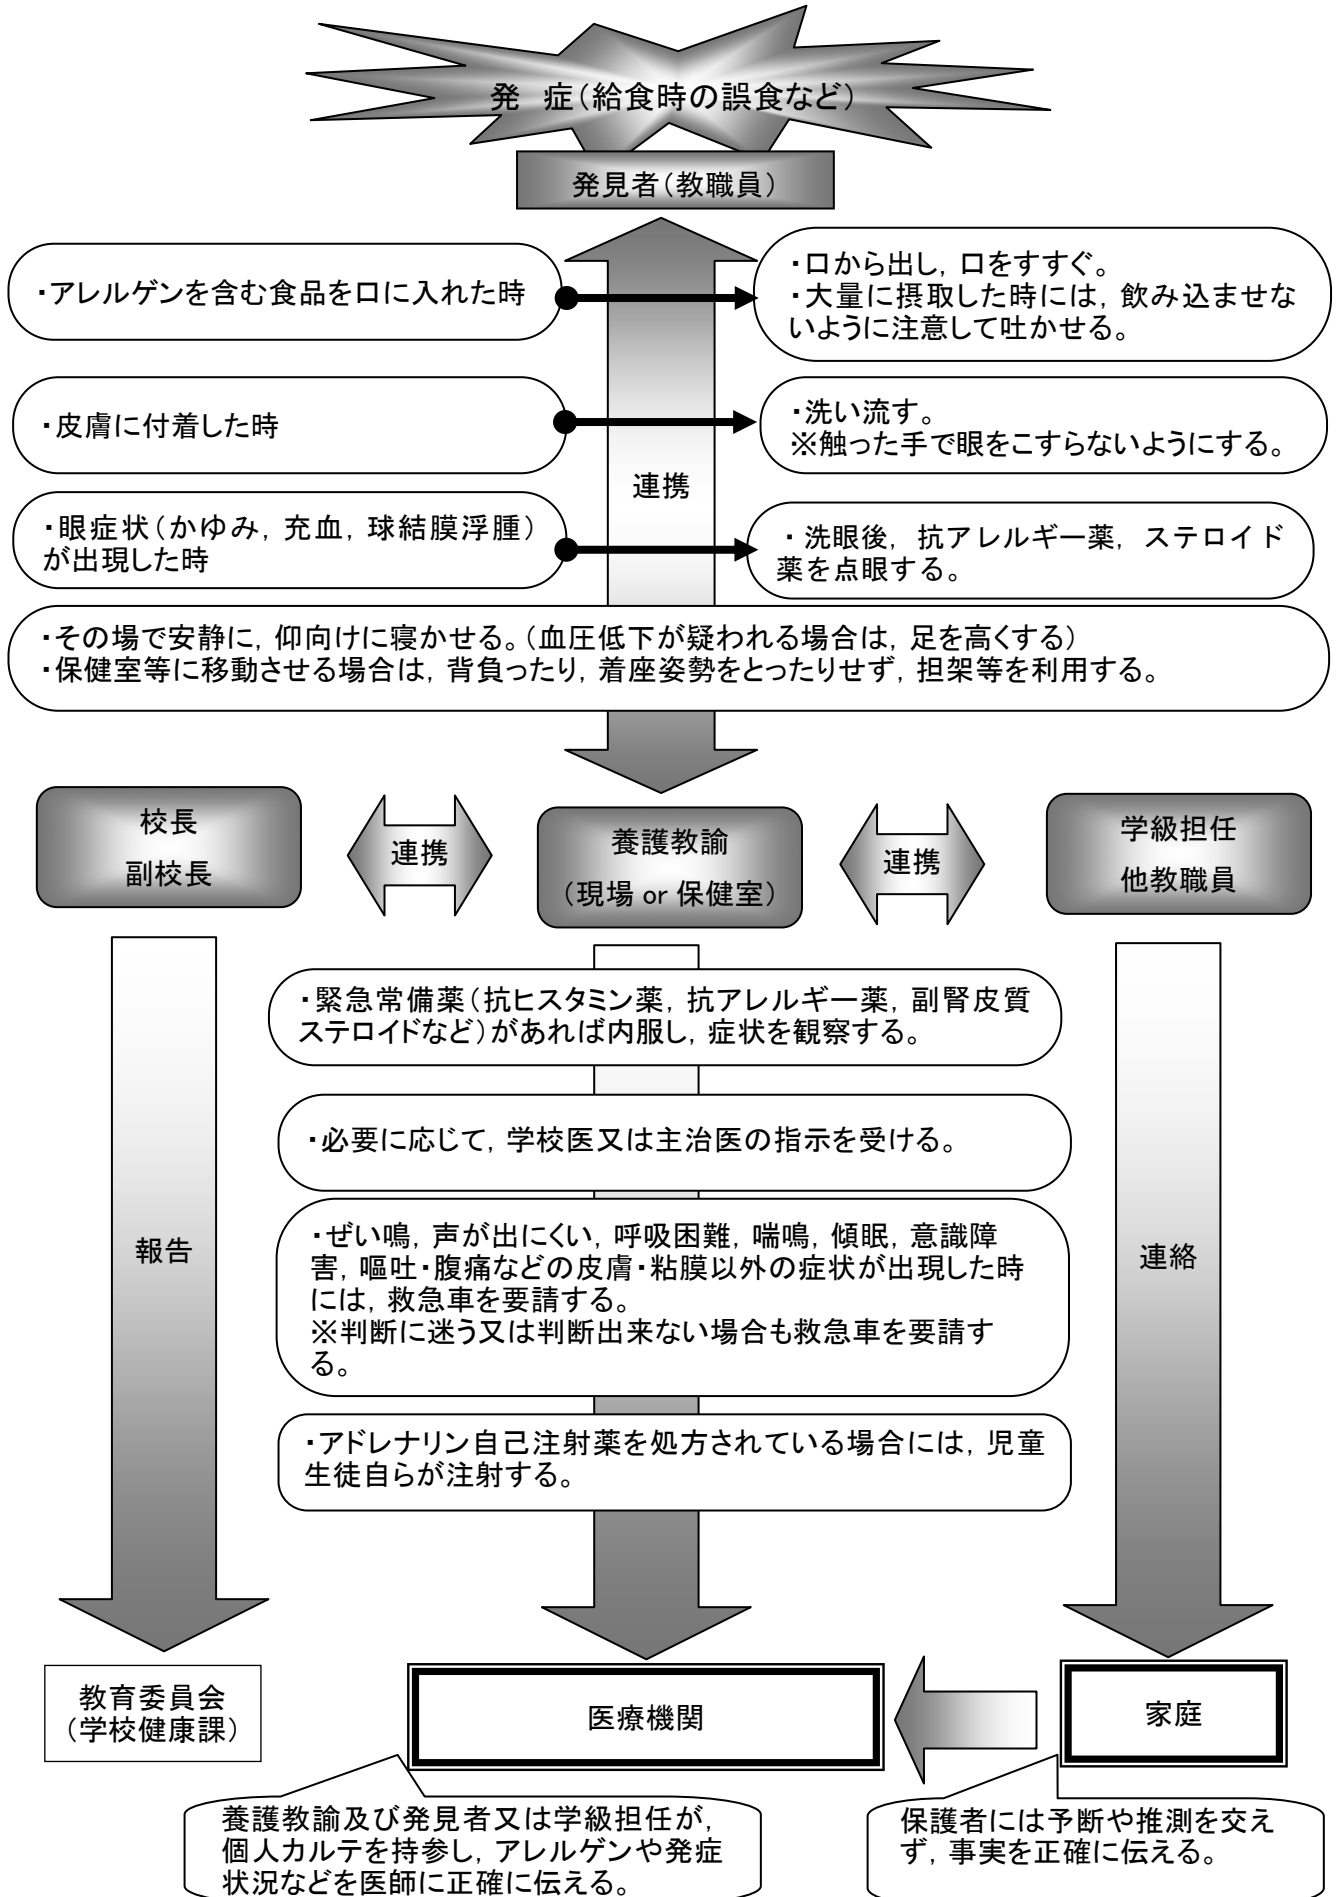 発　症（給食時の誤食など）
発見者（教職員）
・アレルゲンを含む食品を口に入れた時
・口から出し，口をすすぐ。
・大量に摂取した時には，飲み込ませな
いように注意して吐かせる。
・皮膚に付着した時
・洗い流す。
※触った手で眼をこすらないようにする。
連携
・眼症状（かゆみ，充血，球結膜浮腫）
が出現した時
・洗眼後，抗アレルギー薬，ステロイド
薬を点眼する。
・その場で安静に，仰向けに寝かせる。（血圧低下が疑われる場合は，足を高くする）
・保健室等に移動させる場合は，背負ったり，着座姿勢をとったりせず，担架等を利用する。
校長
副校長
連携
養護教諭
（現場 or 保健室）
連携
学級担任
他教職員
・緊急常備薬（抗ヒスタミン薬，抗アレルギー薬，副腎皮質
ステロイドなど）があれば内服し，症状を観察する。
・必要に応じて，学校医又は主治医の指示を受ける。
・ぜい鳴，声が出にくい，呼吸困難，喘鳴，傾眠，意識障
害，嘔吐・腹痛などの皮膚・粘膜以外の症状が出現した時
には，救急車を要請する。
※判断に迷う又は判断出来ない場合も救急車を要請す
る。
報告
連絡
・アドレナリン自己注射薬を処方されている場合には，児童
生徒自らが注射する。
教育委員会
（学校健康課）
医療機関
家庭
養護教諭及び発見者又は学級担任が，
個人カルテを持参し，アレルゲンや発症
状況などを医師に正確に伝える。
保護者には予断や推測を交え
ず，事実を正確に伝える。